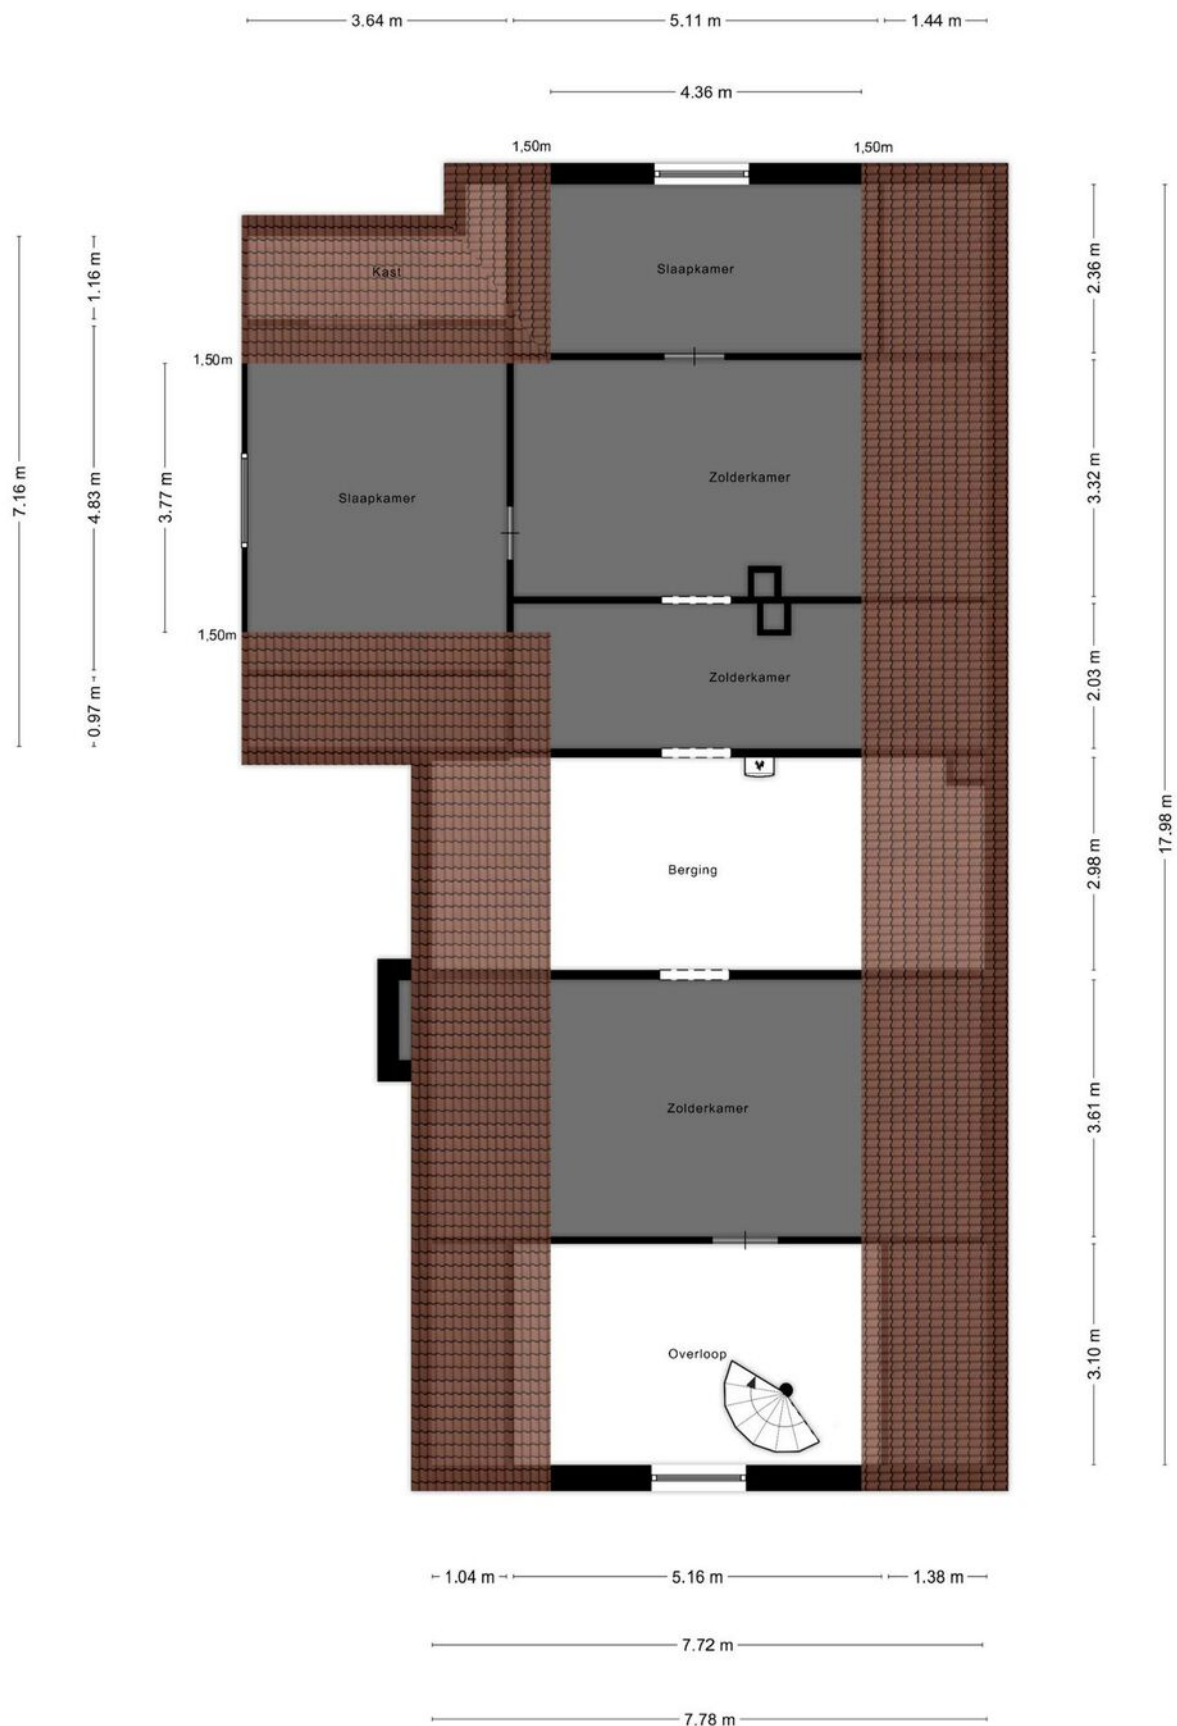 3.64 m
5.11 m
1.44 m
4.36 m
1,50m
1,50m
Slaapkamer
Kast
1.16 m
2.36 m
1,50m
7.16 m
4.83 m
3.77 m
Slaapkamer
Zolderkamer
3.32 m
1,50m
Zolderkamer
2.03 m
0.97 m
17.98 m
Berging
2.98 m
Zolderkamer
3.61 m
Overloop
3.10 m
1.04 m
5.16 m
1.38 m
7.72 m
7.78 m